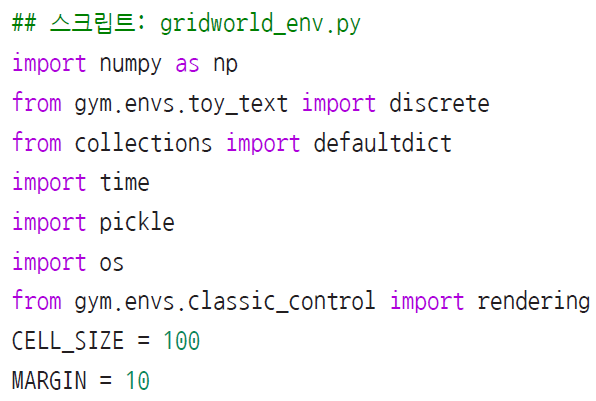 ## 스크립트: gridworld_env.py
import numpy as np
from gym.envs.toy_text import discrete
from collections import defaultdict
import time
import pickle
import os
from gym.envs.classic_control import rendering
CELL_SIZE = 100
MARGIN = 10